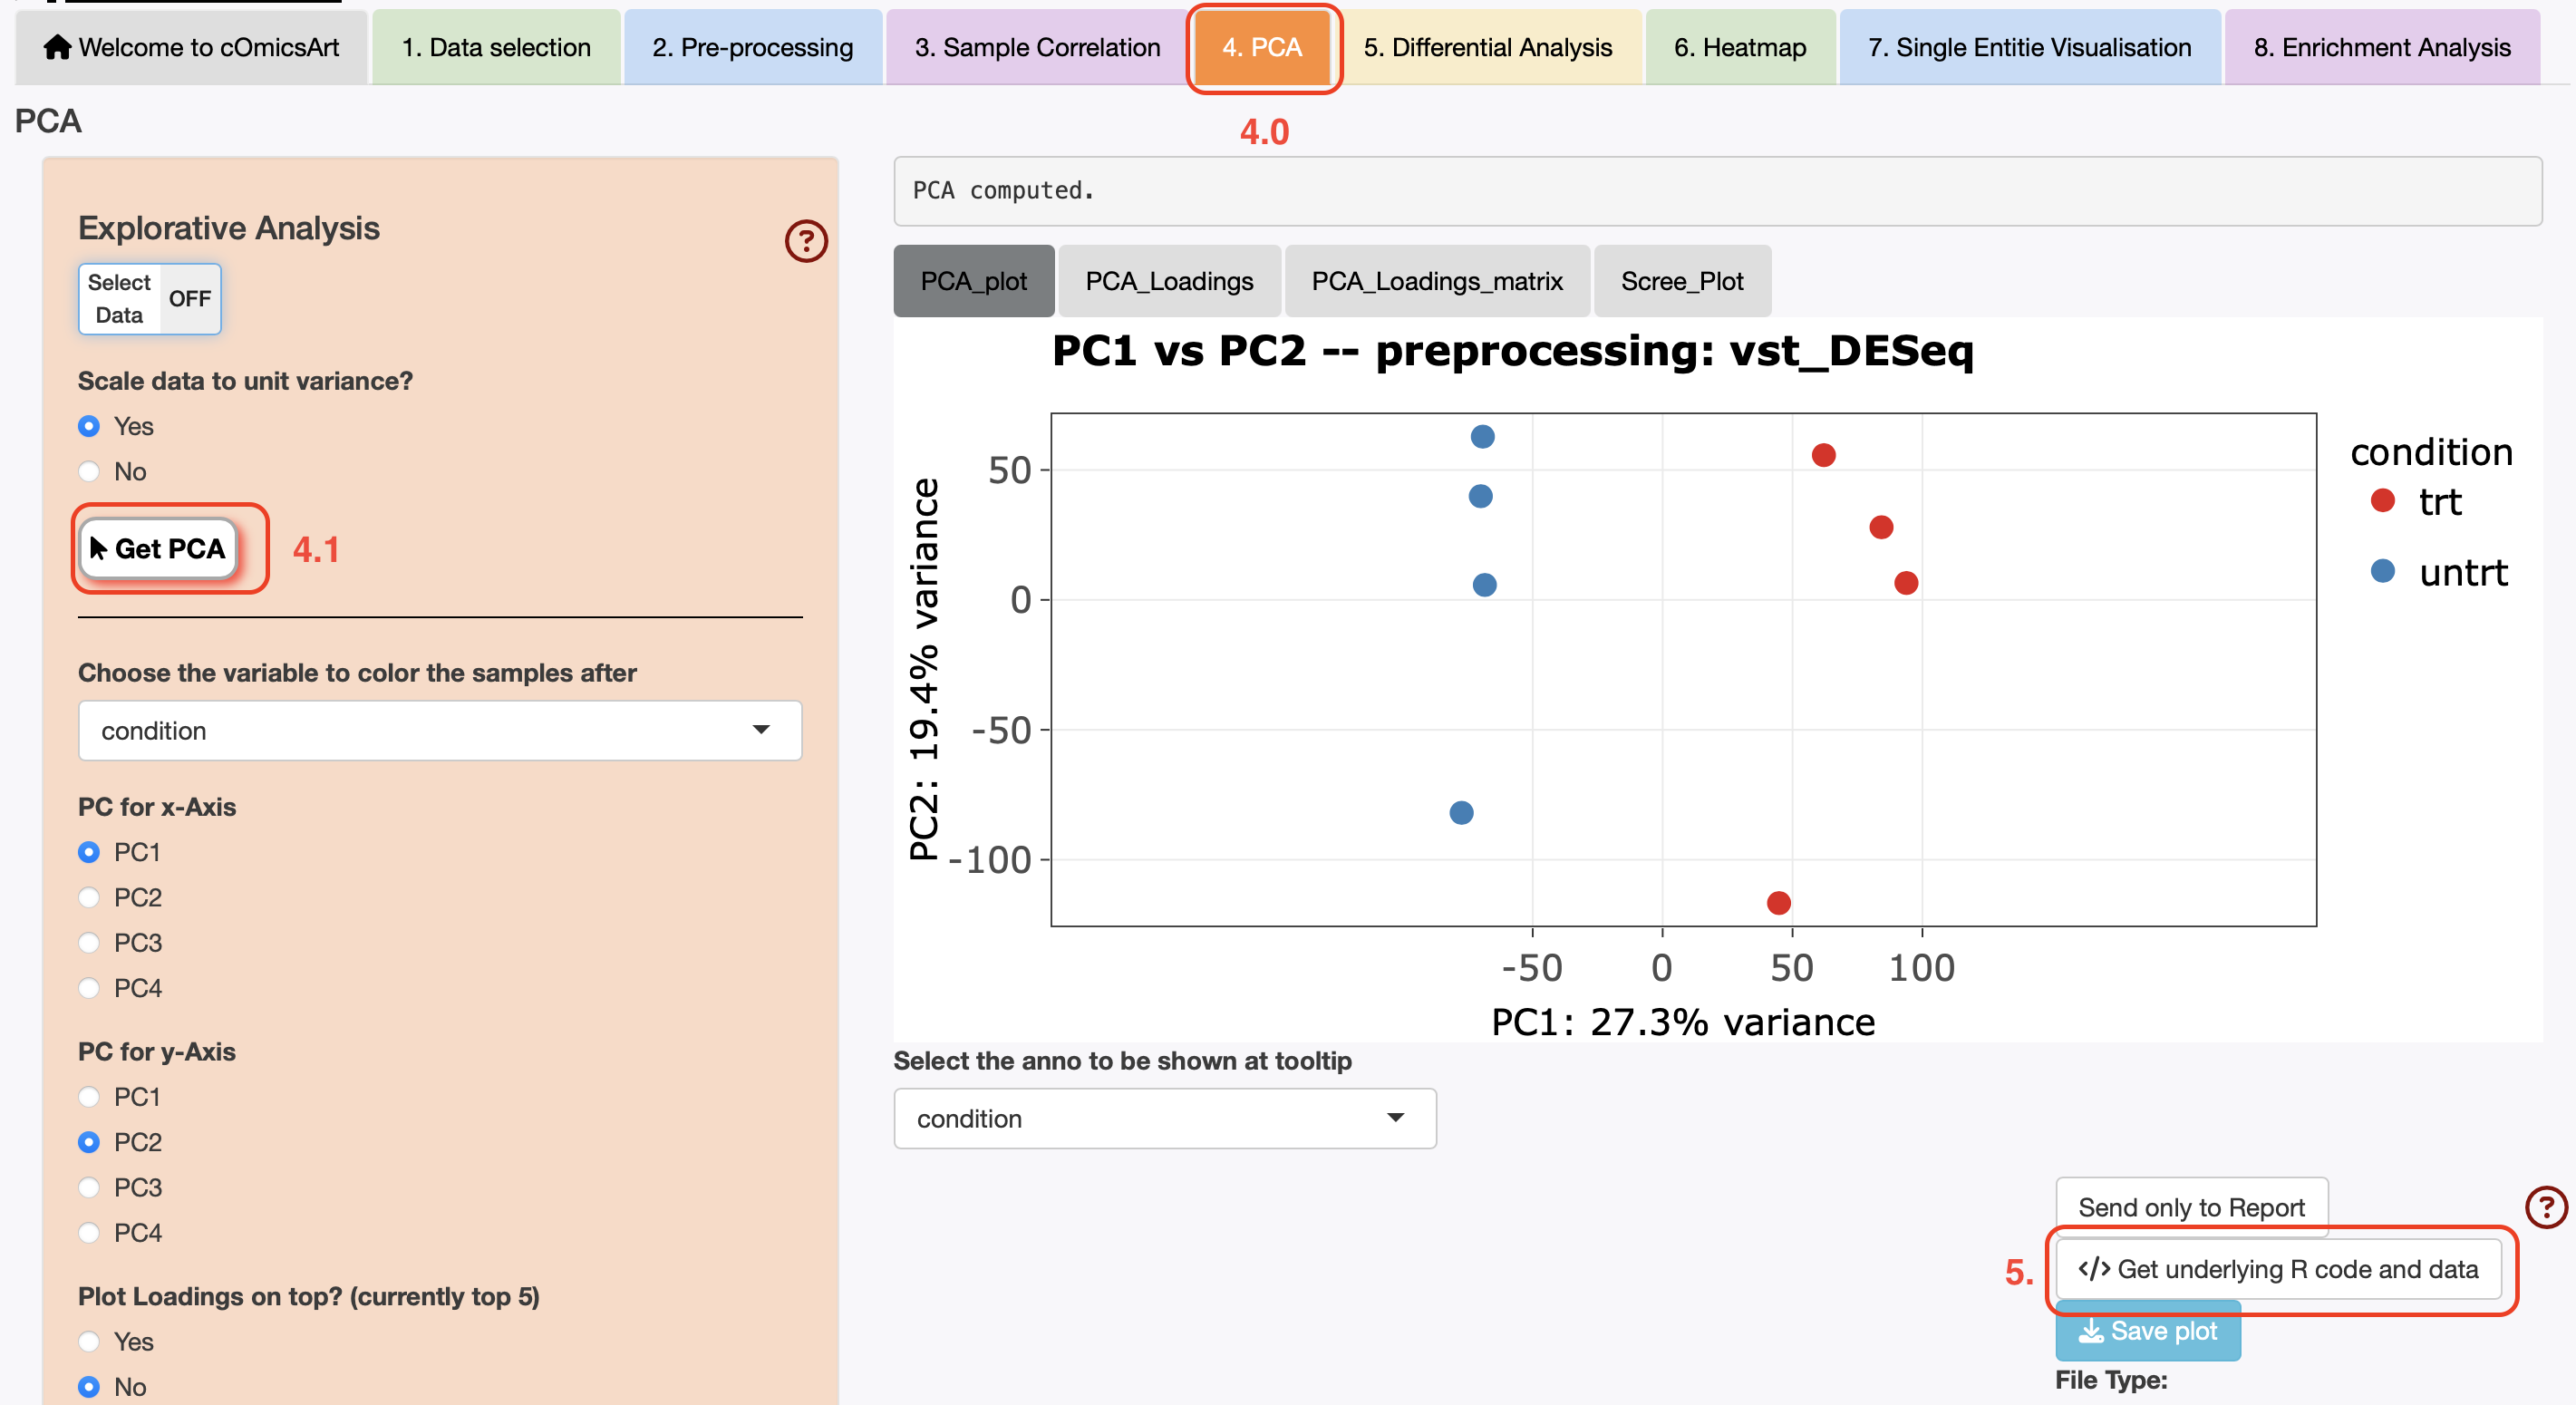 Welcome to cOmicsArt
1. Data selection
2. Pre-processing
3. Sample Correlation
4. PCA
5. Differential Analysis
6. Heatmap
7. Single Entitie Visualisation
8. Enrichment Analysis
PCA
4.0
Explorative Analysis
?
Select
Data
OFF
Scale data to unit variance?
Yes
No
Get PCA
4.1
Choose the variable to color the samples after
condition
PC for x-Axis
PC1
PC2
PC3
PC4
PC for y-Axis
PC1
PC2
PC3
PC4
Plot Loadings on top? (currently top 5)
Yes
No
PCA computed.
PCA_plot
PCA_Loadings
PCA_Loadings_matrix
Scree_Plot
PC1 vs PC2 -- preprocessing: vst_DESeq
PC2: 19.4% variance
50
0
-50
-100
-50
0
50
100
PC1: 27.3% variance
condition
trt
untrt
Select the anno to be shown at tooltip
condition
Send only to Report
?
5.
</> Get underlying R code and data
Save plot
File Type: